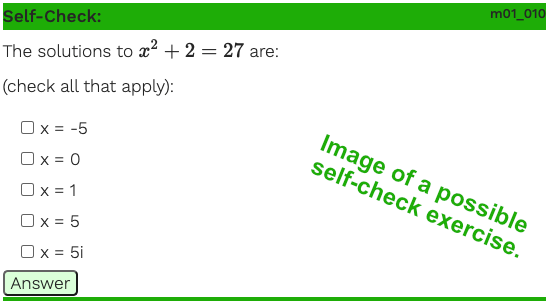 Self-Check: m01_010
The solutions to x² + 2 = 27 are:
(check all that apply):
x = -5
x = 0
x = 1
x = 5
x = 5i
Image of a possible
self-check exercise.
Answer